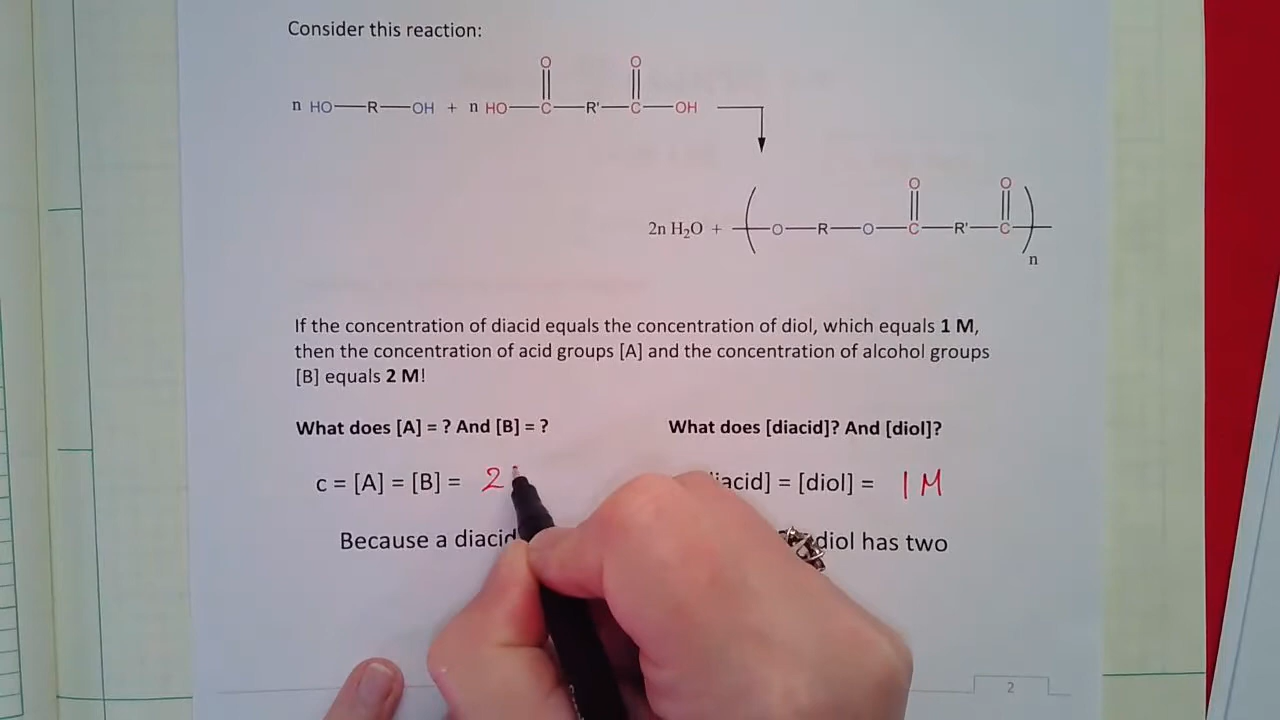 Consider this reaction:
O O
n HO R OH + n HO C R' C OH
O O
2n H₂O + O R O C R' C
n
If the concentration of diacid equals the concentration of diol, which equals 1 M,
then the concentration of acid groups [A] and the concentration of alcohol groups
[B] equals 2 M!
What does [A] = ? And [B] = ?
c = [A] = [B] = 2
What does [diacid]? And [diol]?
acid] = [diol] = 1 M
Because a diacid diol has two
2